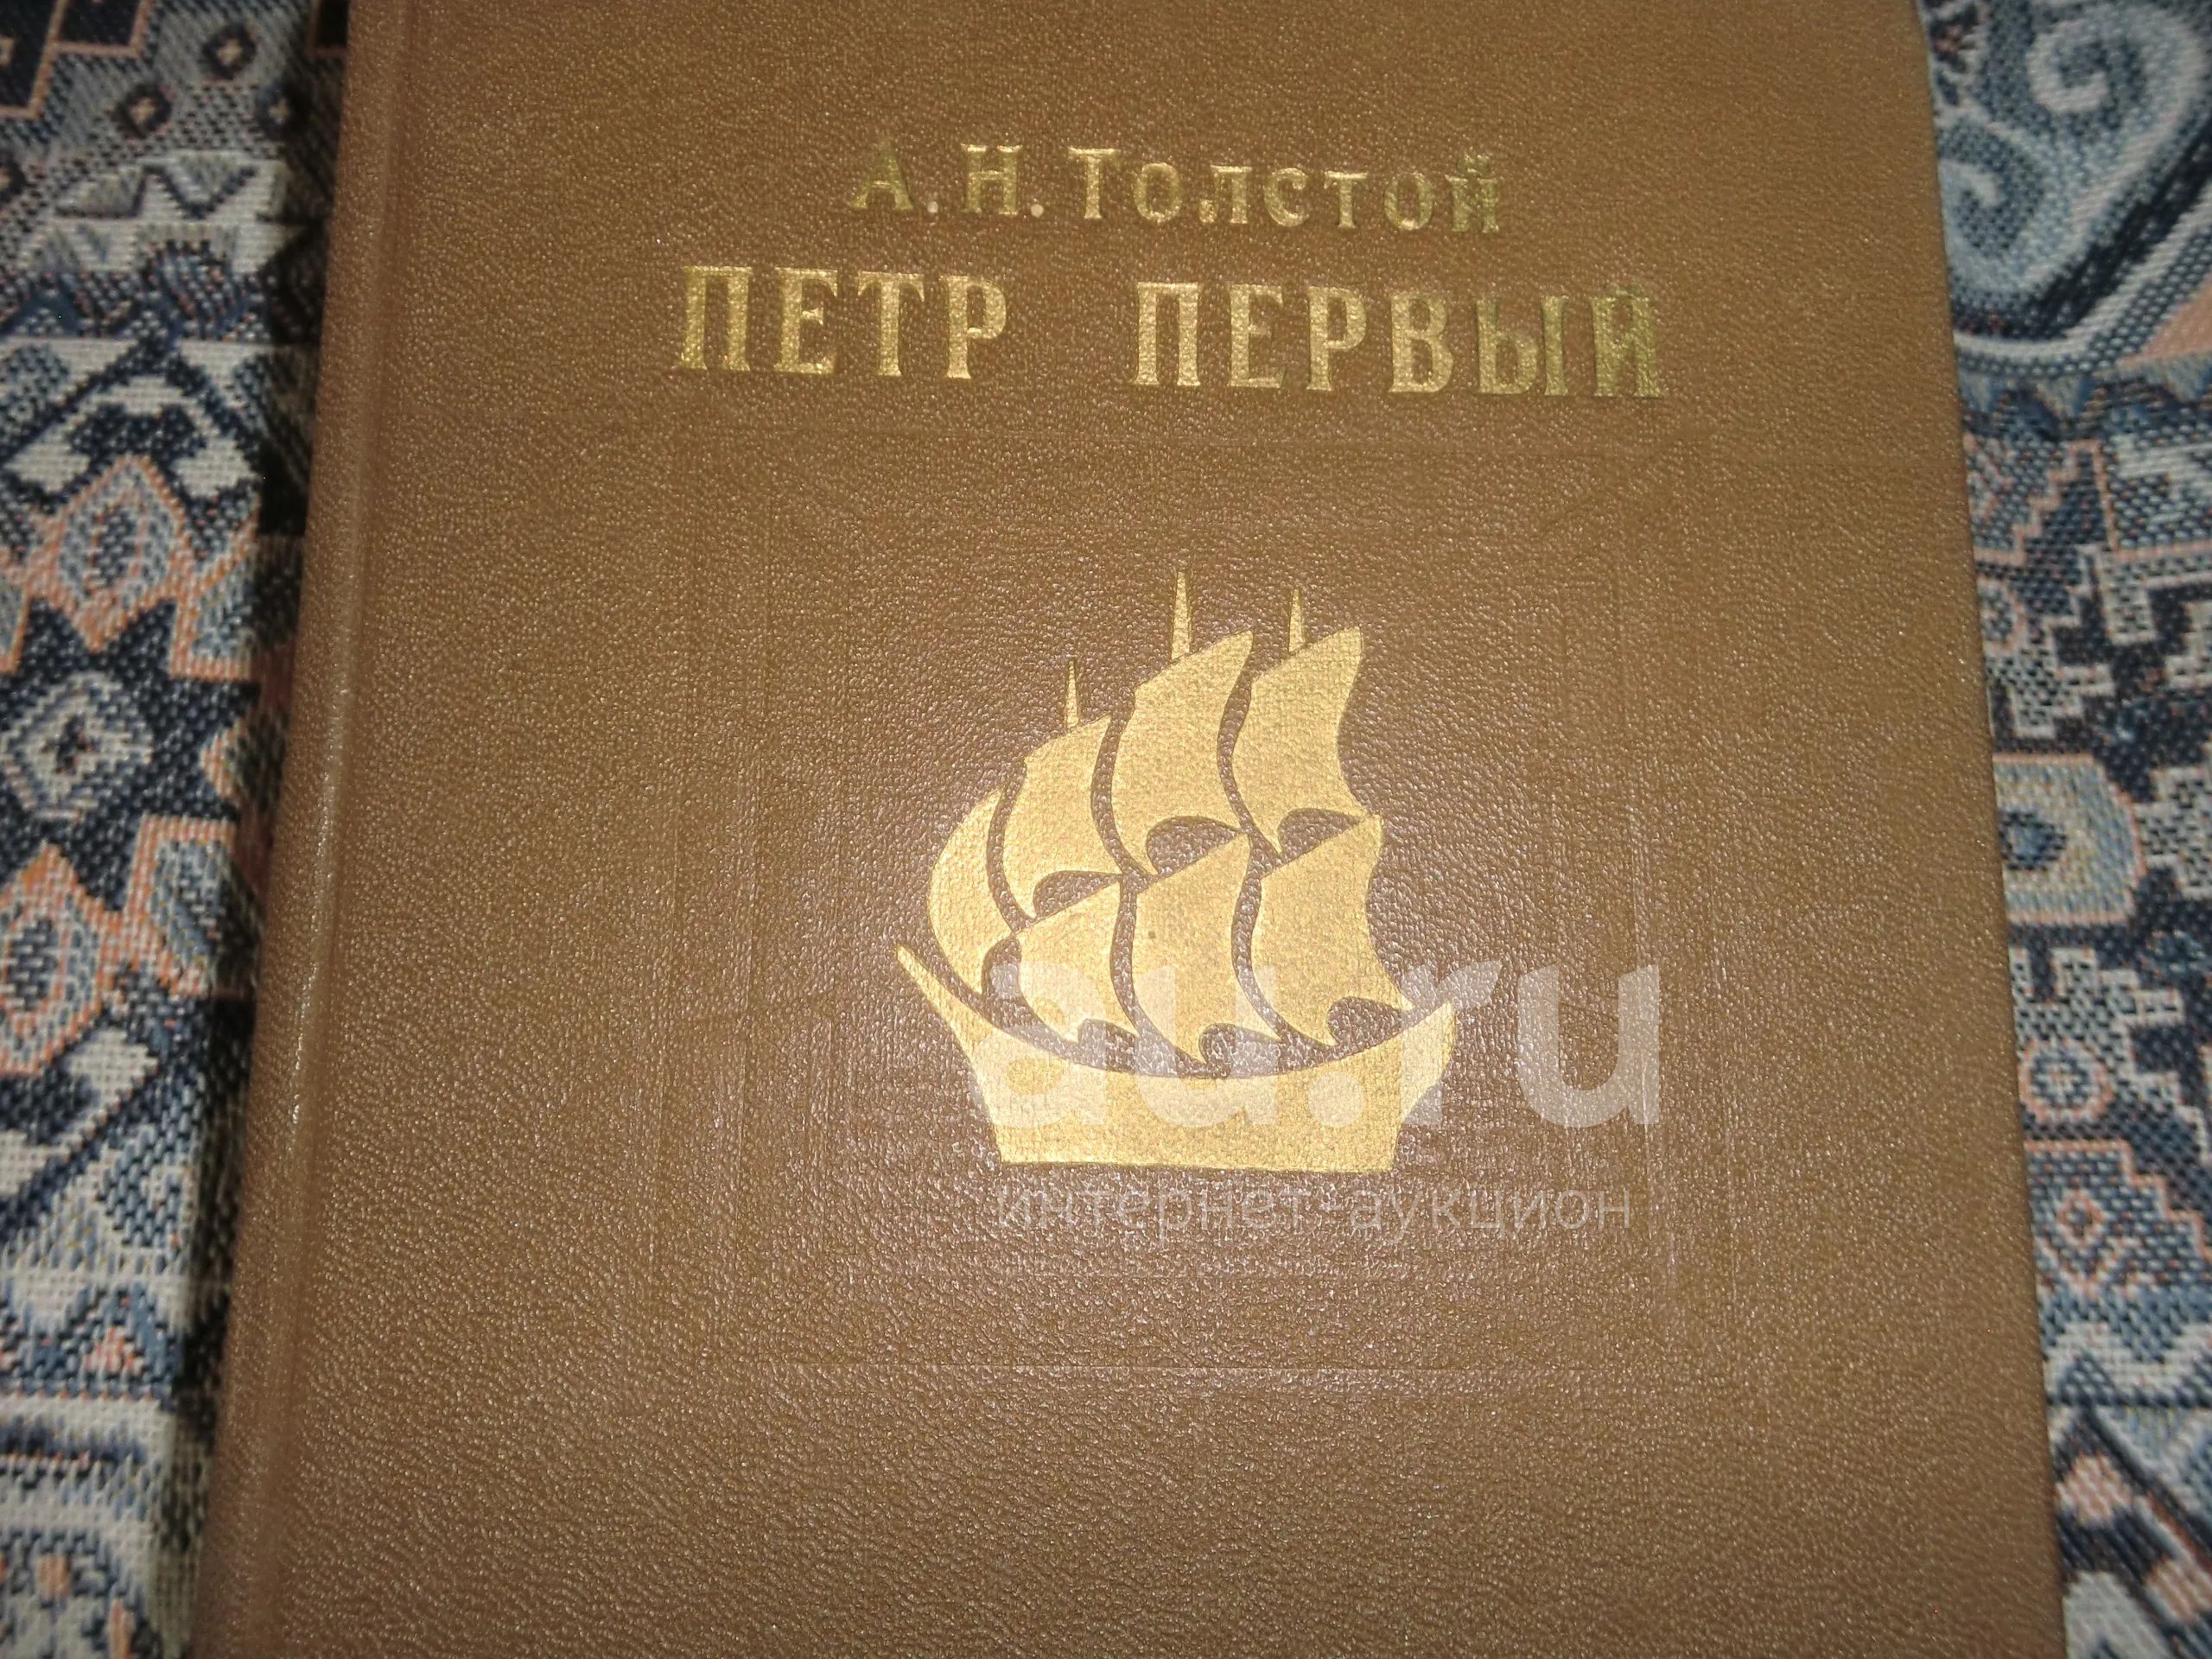 А. Н. Толстой
ПЕТР ПЕРВЫЙ
au.ru
интернет-аукцион